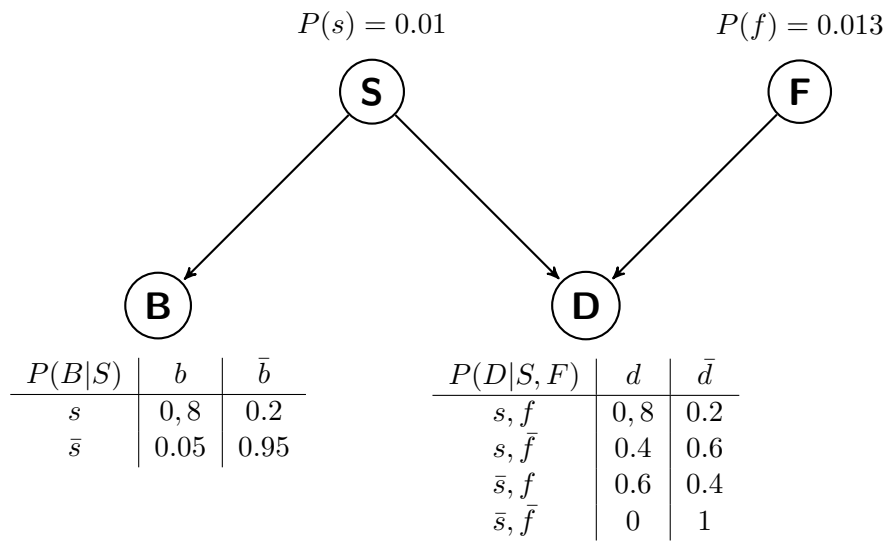 P(s) = 0.01 P(f) = 0.013
S F
B D
P(B|S) b b̄
s 0,8 0.2
s̄ 0.05 0.95
P(D|S, F) d d̄
s, f 0,8 0.2
s, f̄ 0.4 0.6
s̄, f 0.6 0.4
s̄, f̄ 0 1